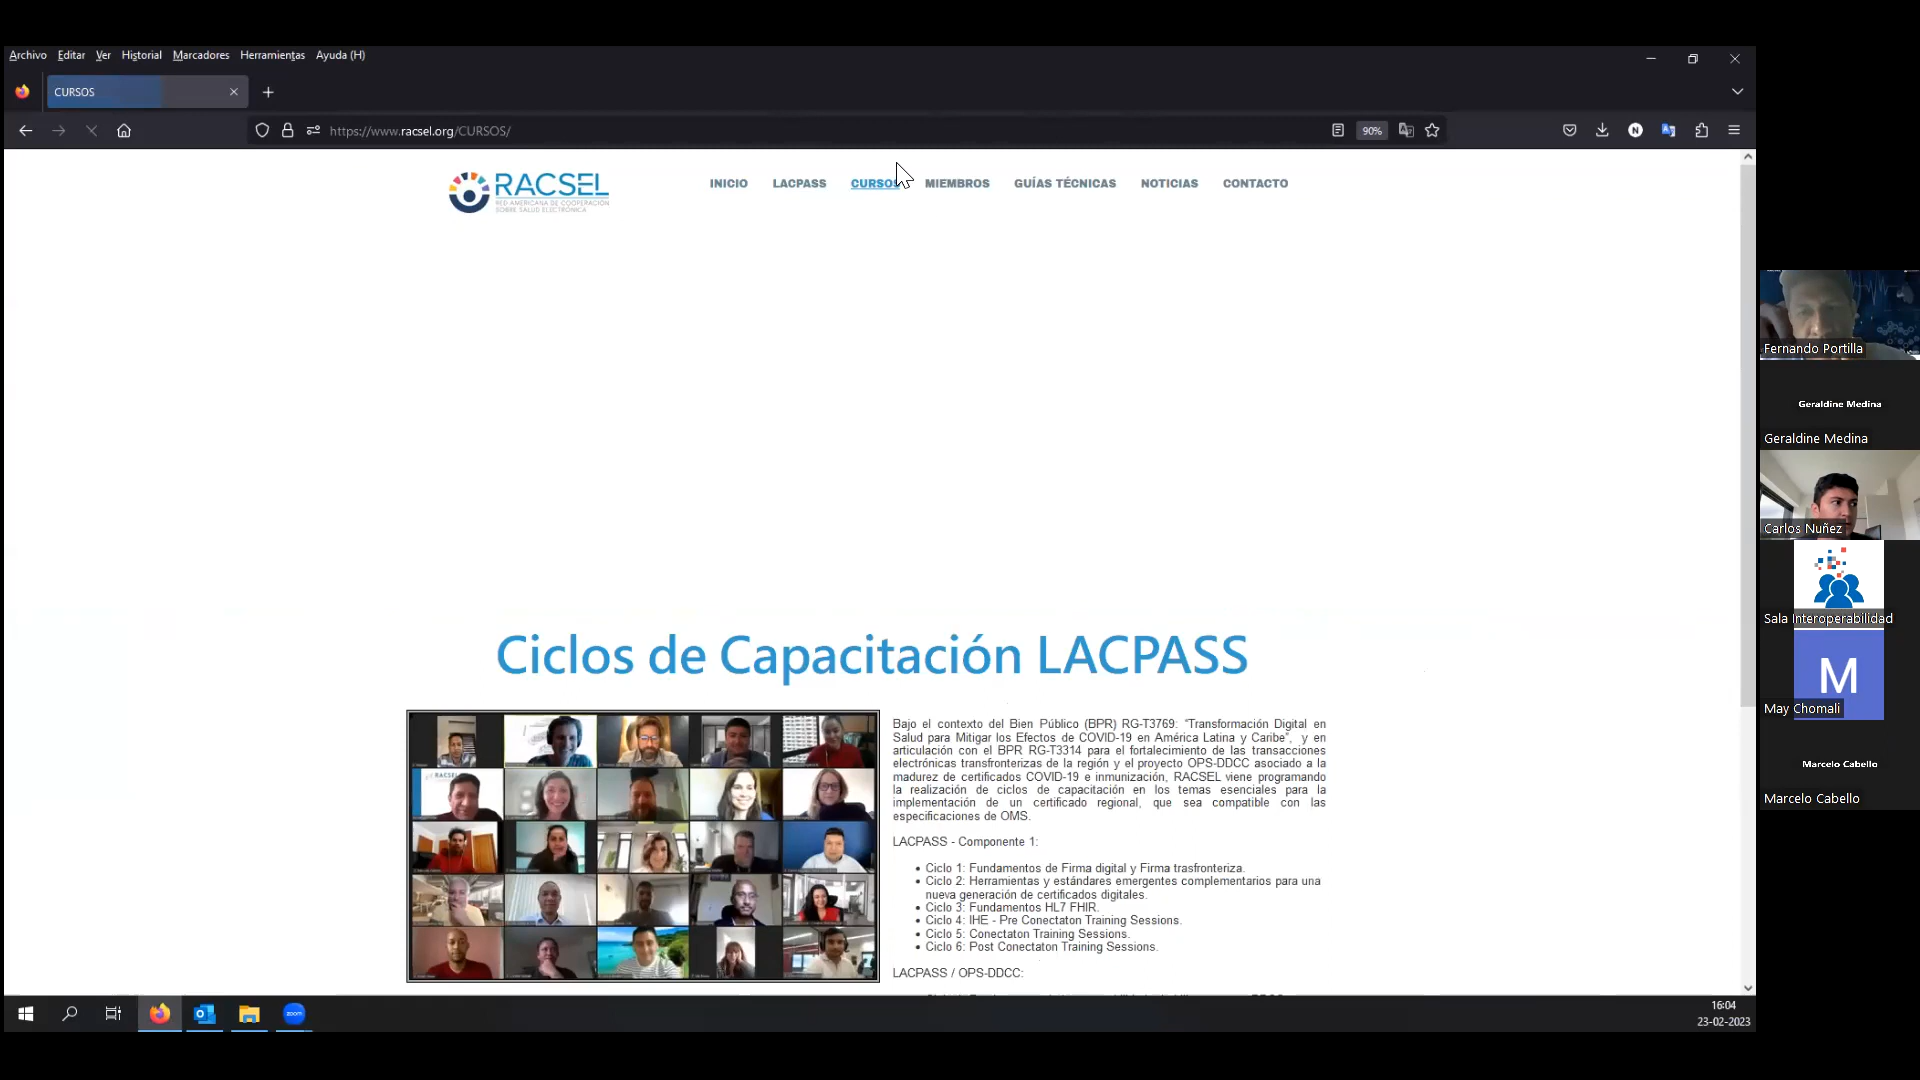 Archivo Editar Ver Historial Marcadores Herramientas Ayuda (H)
CURSOS
https://www.racsel.org/CURSOS/
90%
N
RACSEL
RED AMERICANA DE COOPERACIÓN
SOBRE SALUD ELECTRÓNICA
INICIO LACPASS CURSOS MIEMBROS GUÍAS TÉCNICAS NOTICIAS CONTACTO
Ciclos de Capacitación LACPASS
Bajo el contexto del Bien Público (BPR) RG-T3769: “Transformación Digital en
Salud para Mitigar los Efectos de COVID-19 en América Latina y Caribe”, y en
articulación con el BPR RG-T3314 para el fortalecimiento de las transacciones
electrónicas transfronterizas de la región y el proyecto OPS-DDCC asociado a la
madurez de certificados COVID-19 e inmunización, RACSEL viene programando
la realización de ciclos de capacitación en los temas esenciales para la
implementación de un certificado regional, que sea compatible con las
especificaciones de OMS.
LACPASS - Componente 1:
Ciclo 1: Fundamentos de Firma digital y Firma trasfronteriza.
Ciclo 2: Herramientas y estándares emergentes complementarios para una
nueva generación de certificados digitales.
Ciclo 3: Fundamentos HL7 FHIR.
Ciclo 4: IHE - Pre Conectaton Training Sessions.
Ciclo 5: Conectaton Training Sessions.
Ciclo 6: Post Conectaton Training Sessions.
LACPASS / OPS-DDCC:
zoom
16:04
23-02-2023
Fernando Portilla
Geraldine Medina
Geraldine Medina
Carlos Nuñez
Sala Interoperabilidad
M
May Chomali
Marcelo Cabello
Marcelo Cabello